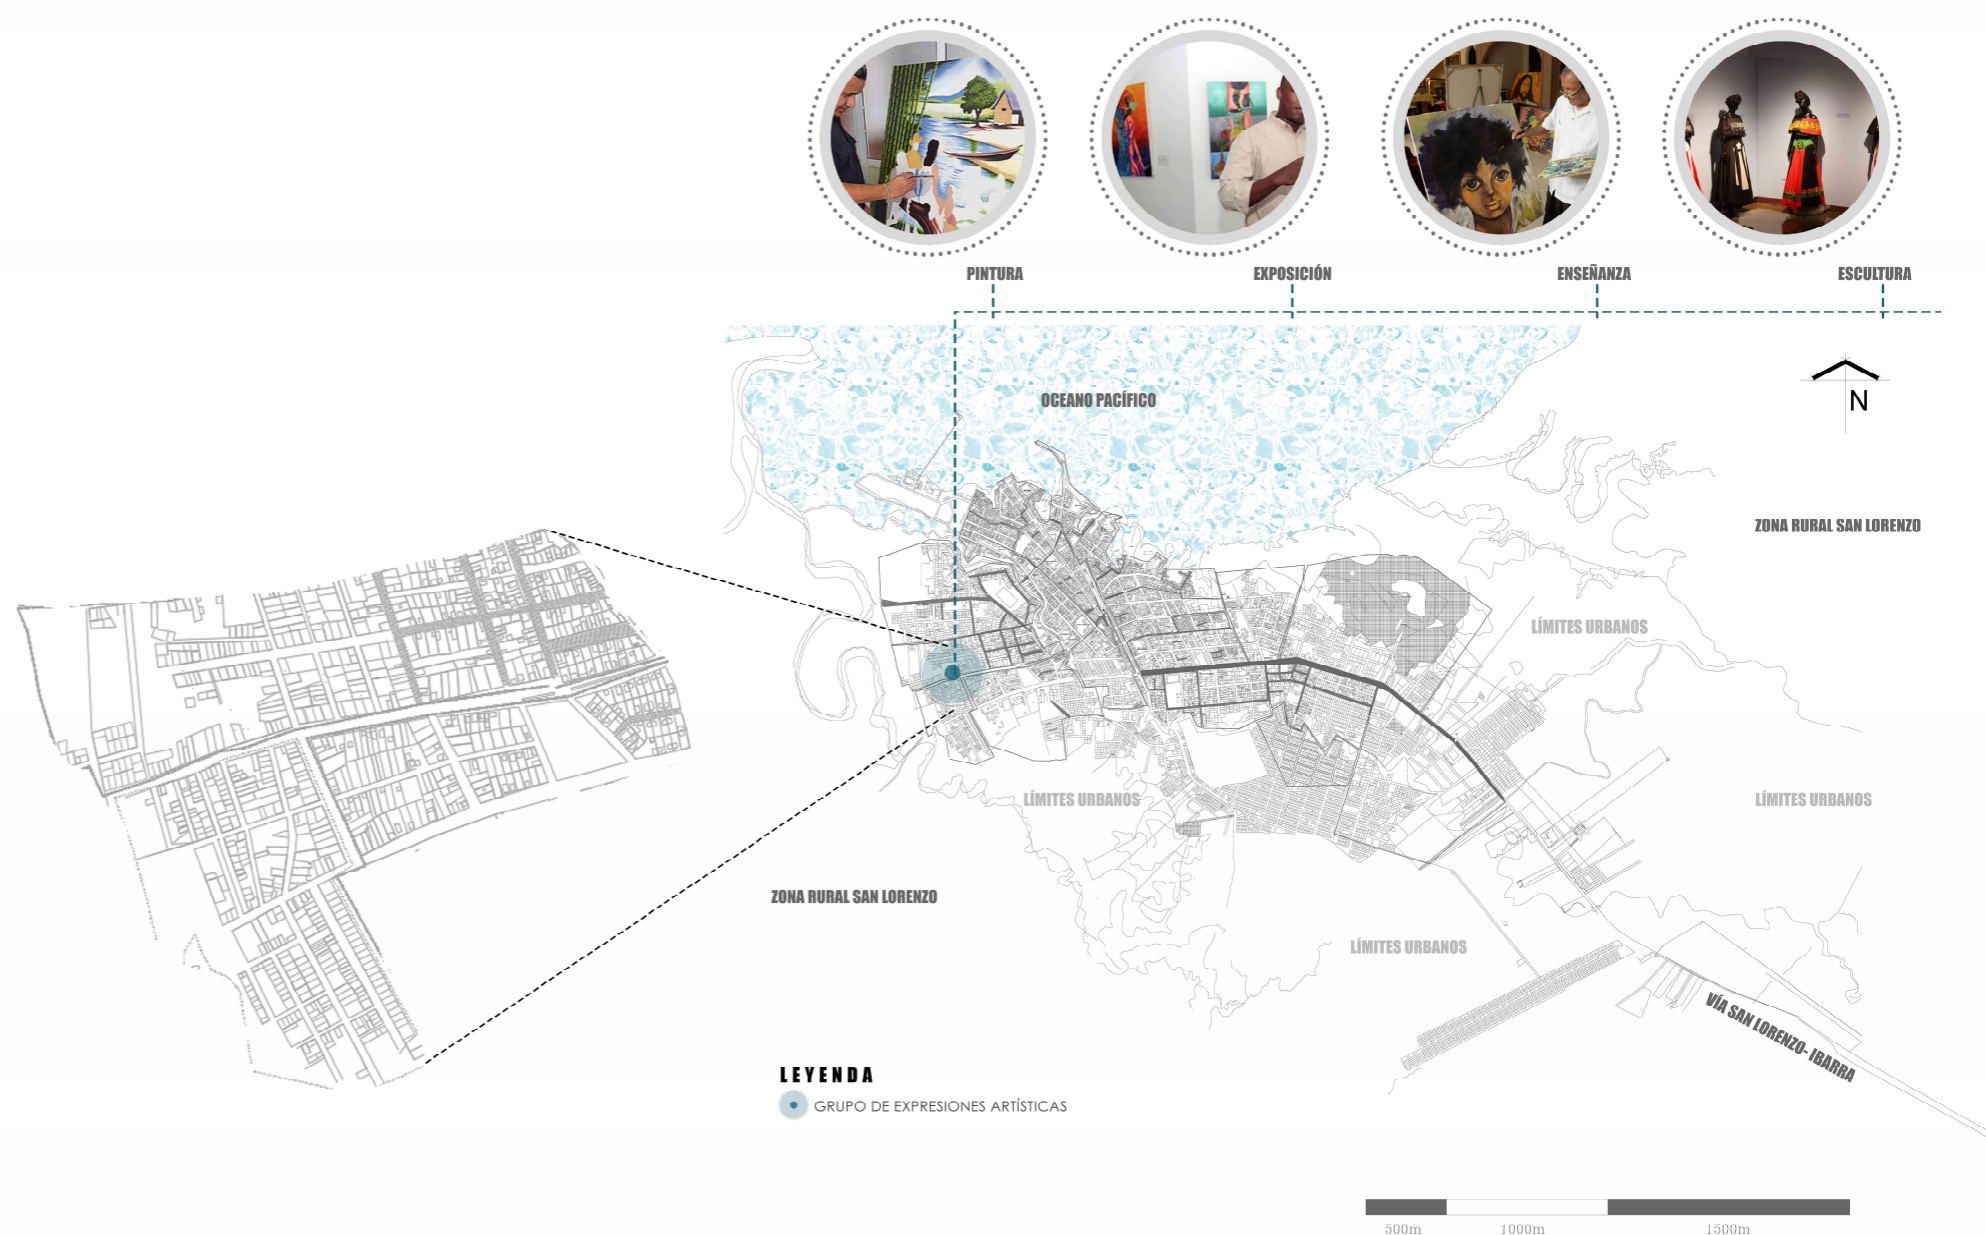 PINTURA
EXPOSICIÓN
ENSEÑANZA
ESCULTURA
OCEANO PACÍFICO
N
ZONA RURAL SAN LORENZO
LÍMITES URBANOS
LÍMITES URBANOS
LÍMITES URBANOS
ZONA RURAL SAN LORENZO
LÍMITES URBANOS
VÍA SAN LORENZO- IBARRA
LEYENDA
GRUPO DE EXPRESIONES ARTÍSTICAS
500m
1000m
1500m